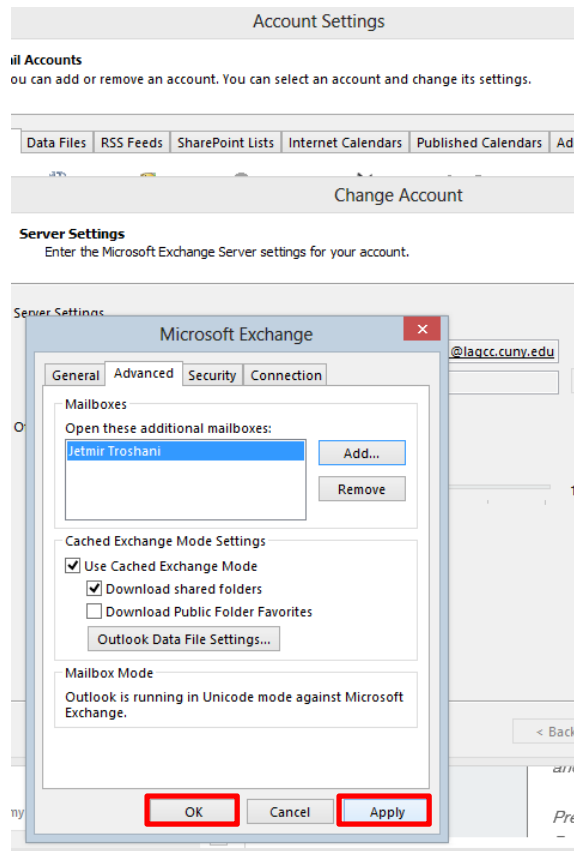 Account Settings
il Accounts
ou can add or remove an account. You can select an account and change its settings.
Data Files RSS Feeds SharePoint Lists Internet Calendars Published Calendars Ad
Change Account
Server Settings
Enter the Microsoft Exchange Server settings for your account.
Server Settings
Microsoft Exchange
@lagcc.cuny.edu
General Advanced Security Connection
Mailboxes
Open these additional mailboxes:
Jetmir Troshani
Add...
Remove
Cached Exchange Mode Settings
Use Cached Exchange Mode
Download shared folders
Download Public Folder Favorites
Outlook Data File Settings...
Mailbox Mode
Outlook is running in Unicode mode against Microsoft
Exchange.
< Back
OK Cancel Apply
my
Pre